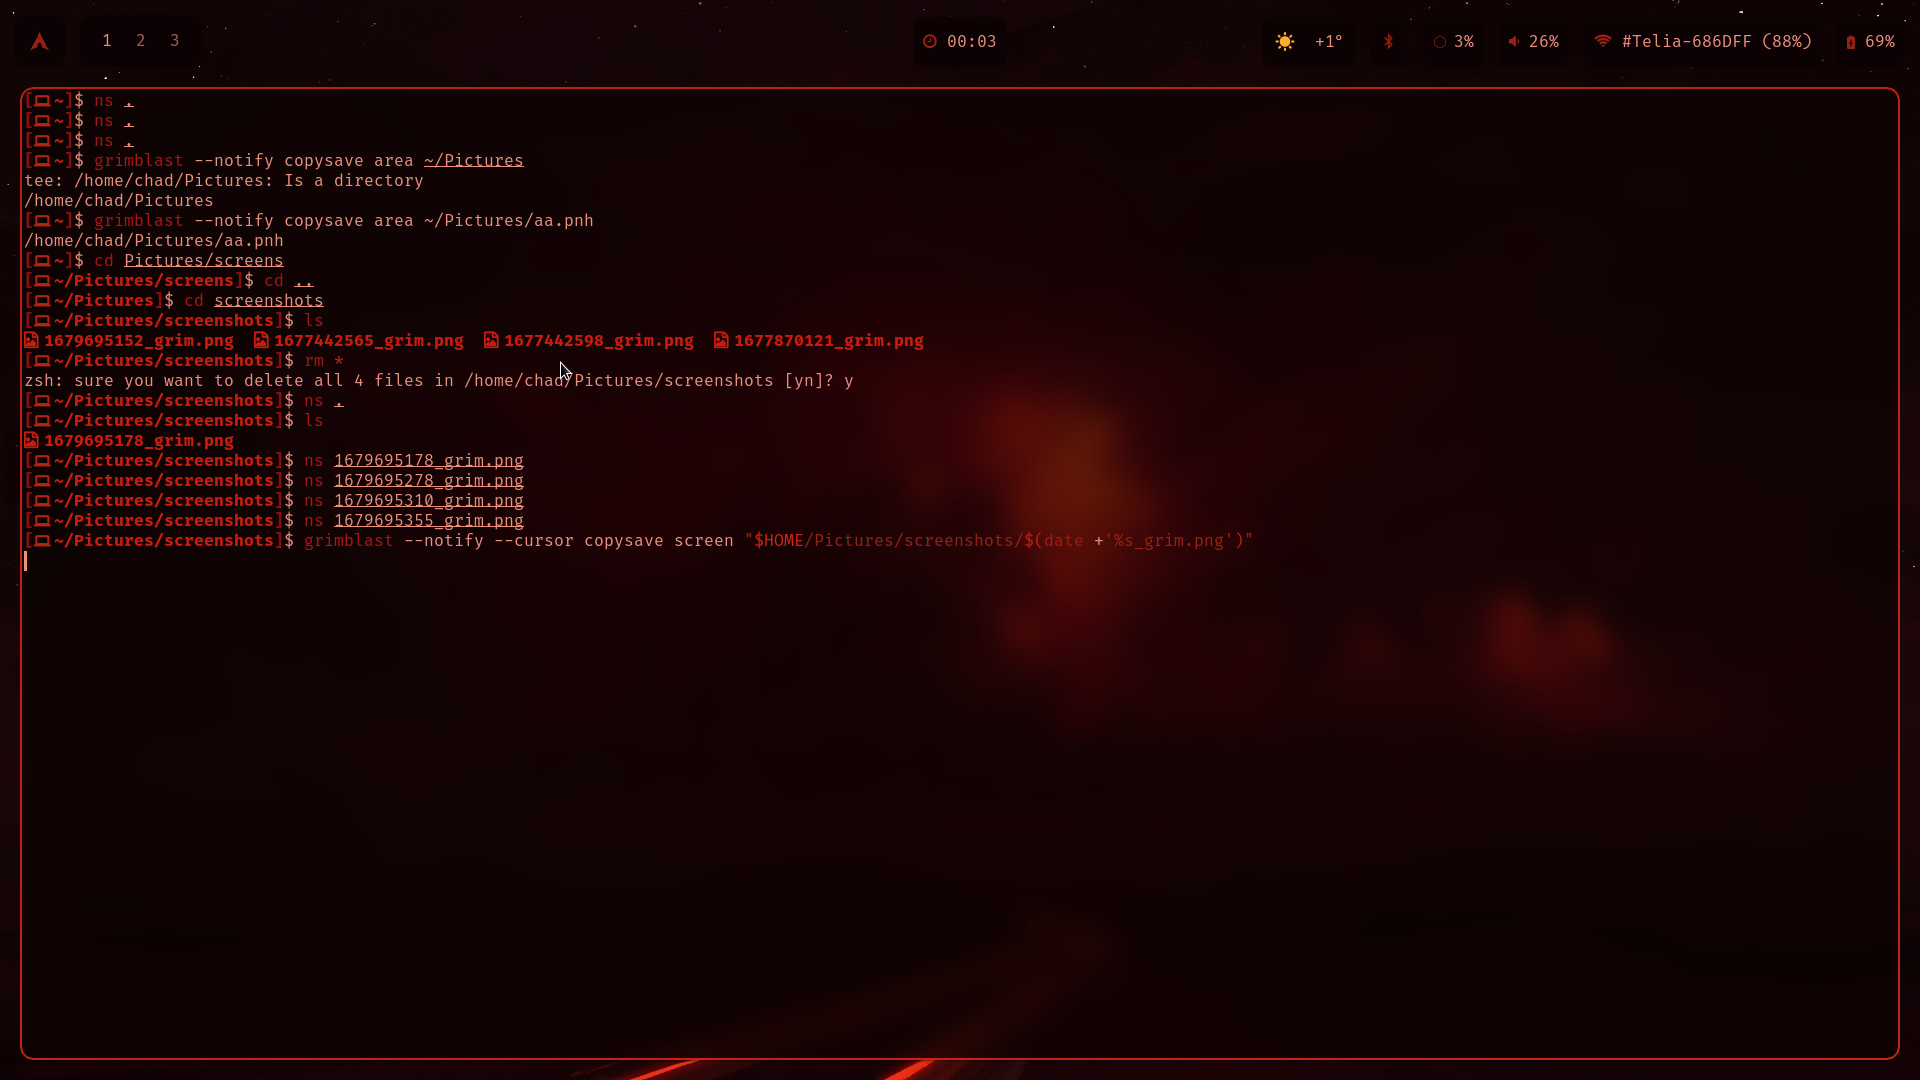 1 2 3 00:03 +1° 3% 26% #Telia-686DFF (88%) 69%
[~]$ ns .
[~]$ ns .
[~]$ ns .
[~]$ grimblast --notify copysave area ~/Pictures
tee: /home/chad/Pictures: Is a directory
/home/chad/Pictures
[~]$ grimblast --notify copysave area ~/Pictures/aa.pnh
/home/chad/Pictures/aa.pnh
[~]$ cd Pictures/screens
[~/Pictures/screens]$ cd ..
[~/Pictures]$ cd screenshots
[~/Pictures/screenshots]$ ls
1679695152_grim.png 1677442565_grim.png 1677442598_grim.png 1677870121_grim.png
[~/Pictures/screenshots]$ rm *
zsh: sure you want to delete all 4 files in /home/chad/Pictures/screenshots [yn]? y
[~/Pictures/screenshots]$ ns .
[~/Pictures/screenshots]$ ls
1679695178_grim.png
[~/Pictures/screenshots]$ ns 1679695178_grim.png
[~/Pictures/screenshots]$ ns 1679695278_grim.png
[~/Pictures/screenshots]$ ns 1679695310_grim.png
[~/Pictures/screenshots]$ ns 1679695355_grim.png
[~/Pictures/screenshots]$ grimblast --notify --cursor copysave screen "$HOME/Pictures/screenshots/$(date +'%s_grim.png')"